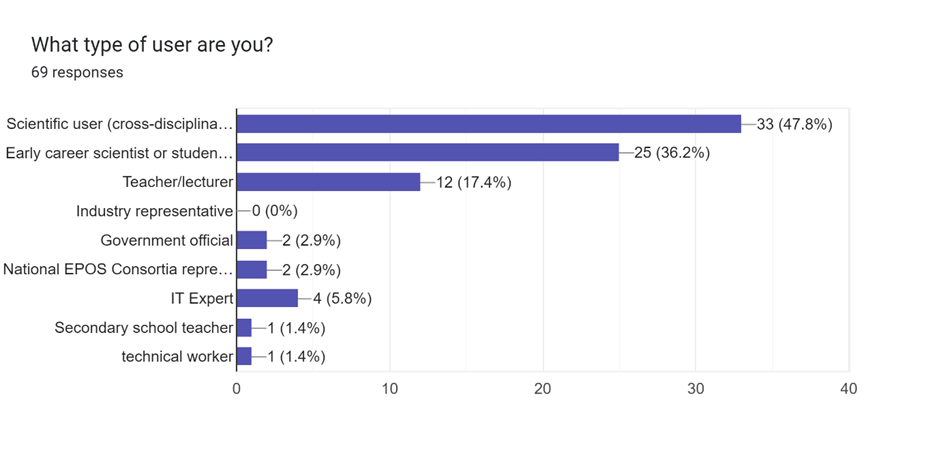 What type of user are you?
69 responses
Scientific user (cross-disciplina… 33 (47.8%)
Early career scientist or studen… 25 (36.2%)
Teacher/lecturer 12 (17.4%)
Industry representative 0 (0%)
Government official 2 (2.9%)
National EPOS Consortia repre… 2 (2.9%)
IT Expert 4 (5.8%)
Secondary school teacher 1 (1.4%)
technical worker 1 (1.4%)
0 10 20 30 40